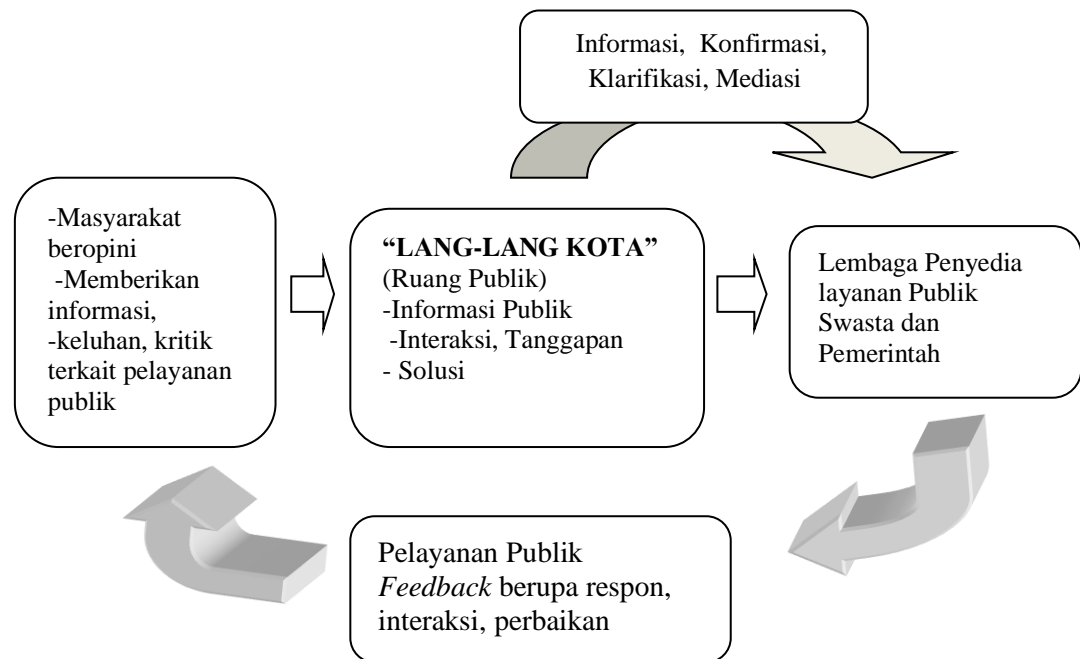 Informasi, Konfirmasi,
Klarifikasi, Mediasi
-Masyarakat
beropini
-Memberikan
informasi,
-keluhan, kritik
terkait pelayanan
publik
“LANG-LANG KOTA”
(Ruang Publik)
-Informasi Publik
-Interaksi, Tanggapan
- Solusi
Lembaga Penyedia
layanan Publik
Swasta dan
Pemerintah
Pelayanan Publik
Feedback berupa respon,
interaksi, perbaikan